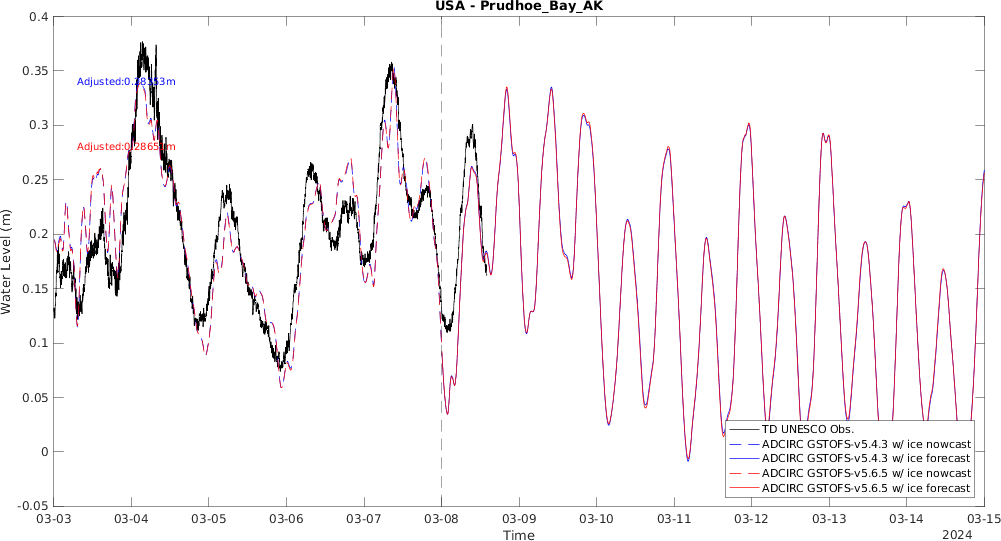 USA - Prudhoe_Bay_AK
0.4
0.35
0.3
0.25
0.2
0.15
0.1
0.05
0
-0.05
Water Level (m)
Adjusted:
Adjusted:
TD UNESCO Obs.
ADCIRC GSTOFS-v5.4.3 w/ ice nowcast
ADCIRC GSTOFS-v5.4.3 w/ ice forecast
ADCIRC GSTOFS-v5.6.5 w/ ice nowcast
ADCIRC GSTOFS-v5.6.5 w/ ice forecast
03-03 03-04 03-05 03-06 03-07 03-08 03-09 03-10 03-11 03-12 03-13 03-14 03-15
Time
2024